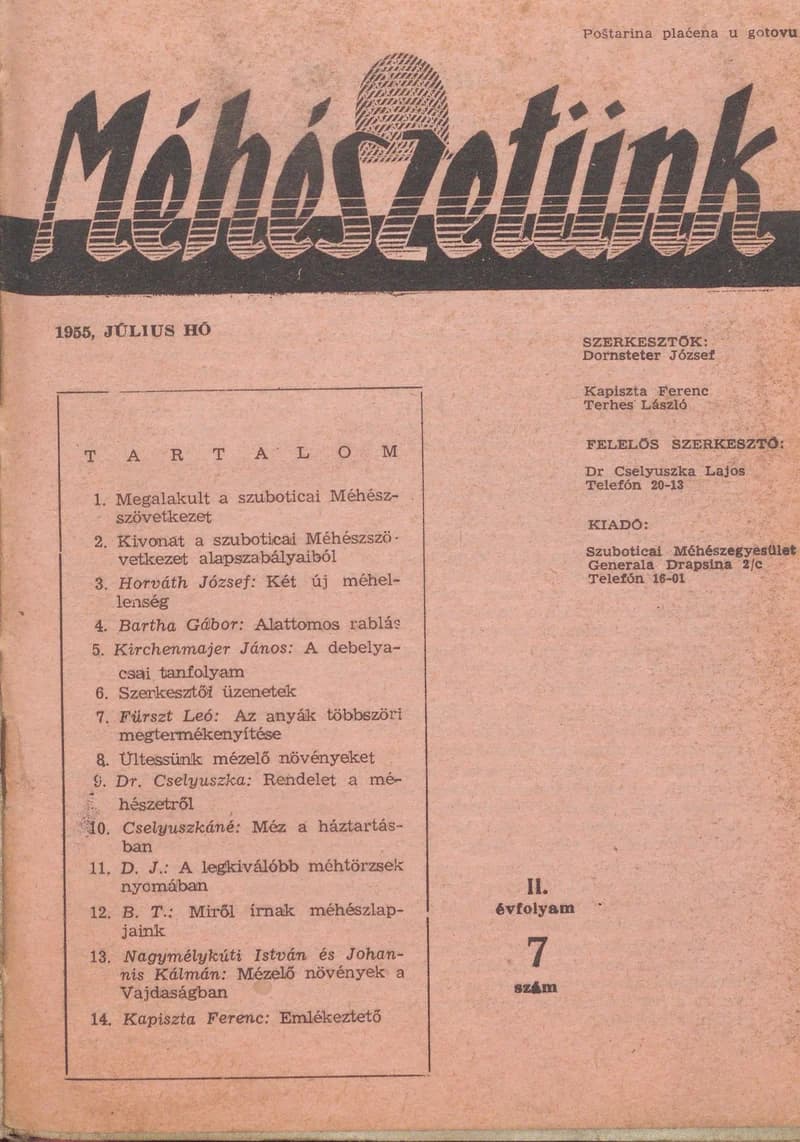 Poštarina plaćena u gotovu
Méhészetünk
1955, JÚLIUS HÓ
SZERKESZTŐK:
Dornsteter József
Kapiszta Ferenc
Terhes László
FELELŐS SZERKESZTŐ:
Dr Cselyuszka Lajos
Telefón 20-13
KIADÓ:
Szuboticai Méhészegyesület
Generala Drapsina 2/c
Telefón 16-01
TARTALOM
1. Megalakult a szuboticai Méhész-
szövetkezet
2. Kivonat a szuboticai Méhészszö-
vetkezet alapszabályaiból
3. Horváth József: Két új méhel-
lenség
4. Bartha Gábor: Alattomos rablás
5. Kirchenmajer János: A debelya-
csai tanfolyam
6. Szerkesztői üzenetek
7. Fürszt Leó: Az anyák többszöri
megtermékenyítése
8. Ültessünk mézelő növényeket
9. Dr. Cselyuszka: Rendelet a mé-
hészetről
10. Cselyuszkáné: Méz a háztartás-
ban
11. D. J.: A legkiválóbb méhtörzsek
nyomában
12. B. T.: Miről írnak méhészlap-
jaink
13. Nagymélykúti István és Johan-
nis Kálmán: Mézelő növények a
Vajdaságban
14. Kapiszta Ferenc: Emlékeztető
II.
évfolyam
7
szám